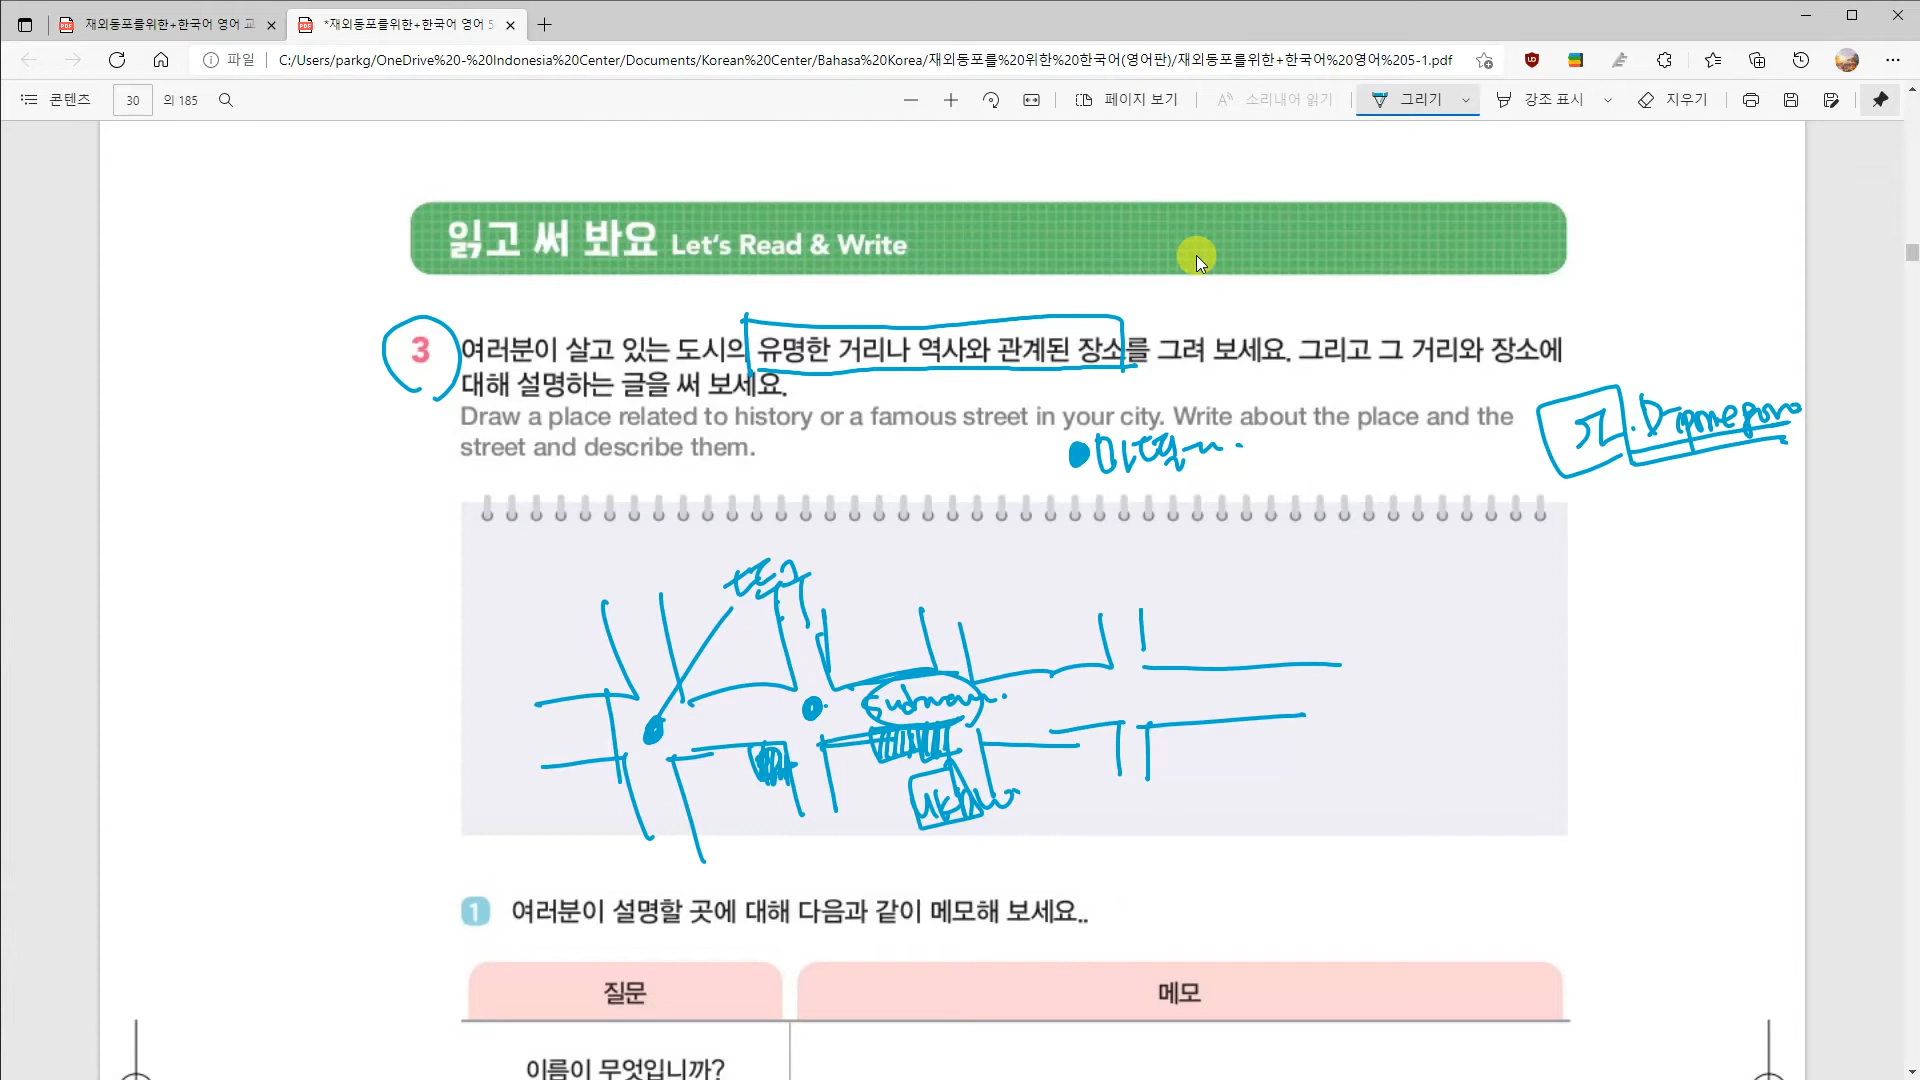 재외동포를위한+한국어 영어 교
*재외동포를위한+한국어 영어 5
파일
C:/Users/parkg/OneDrive%20-%20Indonesia%20Center/Documents/Korean%20Center/Bahasa%20Korea/재외동포를%20위한%20한국어(영어판)/재외동포를위한+한국어%20영어%205-1.pdf
콘텐츠
30 의 185
페이지 보기
소리내어 읽기
그리기
강조 표시
지우기
읽고 써 봐요 Let's Read & Write
3 여러분이 살고 있는 도시의 유명한 거리나 역사와 관계된 장소를 그려 보세요. 그리고 그 거리와 장소에
대해 설명하는 글을 써 보세요.
Draw a place related to history or a famous street in your city. Write about the place and the
street and describe them.
Jl. Diponegoro
뚜구
Sudirman.
UKDW
1 여러분이 설명할 곳에 대해 다음과 같이 메모해 보세요..
질문
메모
이름이 무엇입니까?